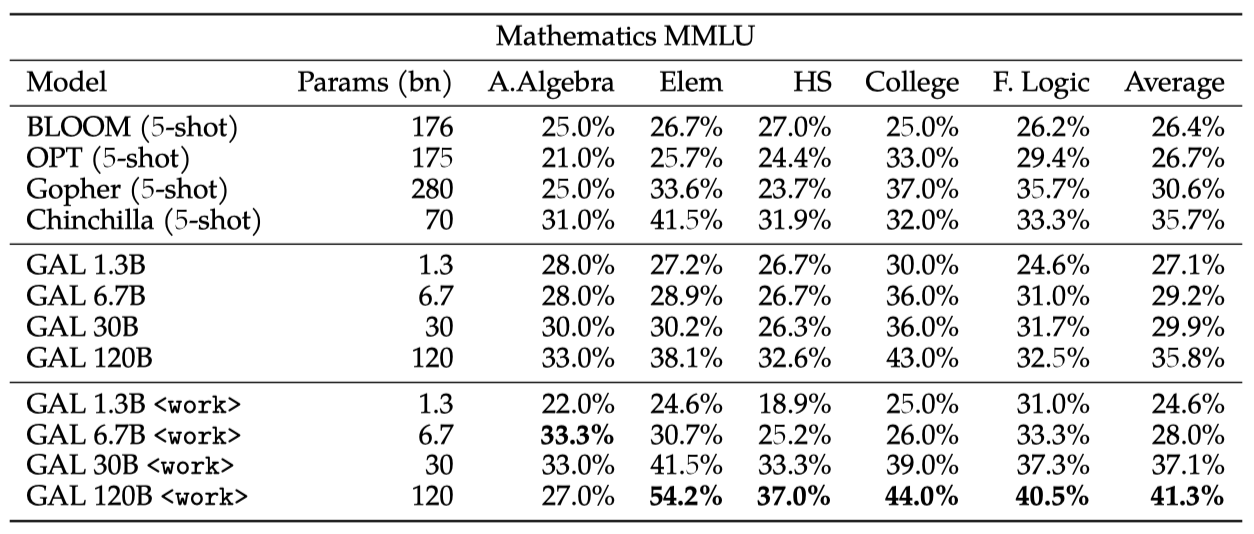 Mathematics MMLU
Model Params (bn) A.Algebra Elem HS College F. Logic Average
BLOOM (5-shot) 176 25.0% 26.7% 27.0% 25.0% 26.2% 26.4%
OPT (5-shot) 175 21.0% 25.7% 24.4% 33.0% 29.4% 26.7%
Gopher (5-shot) 280 25.0% 33.6% 23.7% 37.0% 35.7% 30.6%
Chinchilla (5-shot) 70 31.0% 41.5% 31.9% 32.0% 33.3% 35.7%
GAL 1.3B 1.3 28.0% 27.2% 26.7% 30.0% 24.6% 27.1%
GAL 6.7B 6.7 28.0% 28.9% 26.7% 36.0% 31.0% 29.2%
GAL 30B 30 30.0% 30.2% 26.3% 36.0% 31.7% 29.9%
GAL 120B 120 33.0% 38.1% 32.6% 43.0% 32.5% 35.8%
GAL 1.3B <work> 1.3 22.0% 24.6% 18.9% 25.0% 31.0% 24.6%
GAL 6.7B <work> 6.7 33.3% 30.7% 25.2% 26.0% 33.3% 28.0%
GAL 30B <work> 30 33.0% 41.5% 33.3% 39.0% 37.3% 37.1%
GAL 120B <work> 120 27.0% 54.2% 37.0% 44.0% 40.5% 41.3%